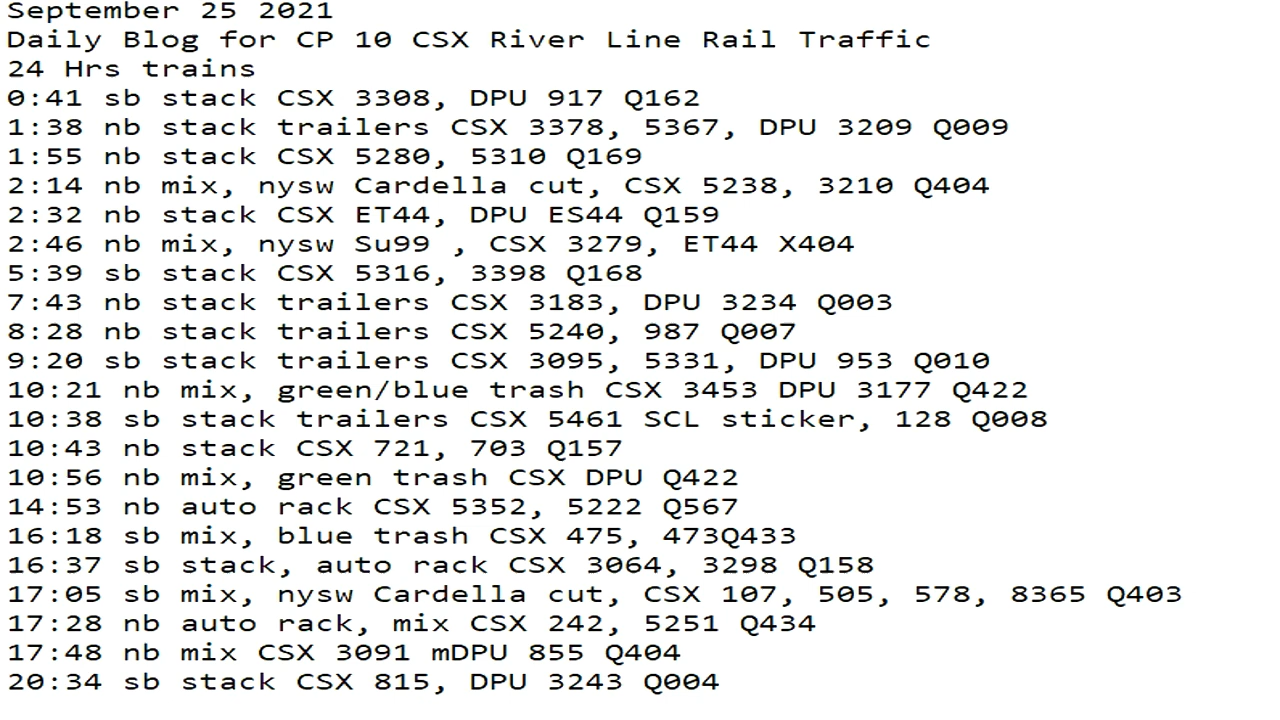 September 25 2021
Daily Blog for CP 10 CSX River Line Rail Traffic
24 Hrs trains
0:41 sb stack CSX 3308, DPU 917 Q162
1:38 nb stack trailers CSX 3378, 5367, DPU 3209 Q009
1:55 nb stack CSX 5280, 5310 Q169
2:14 nb mix, nysw Cardella cut, CSX 5238, 3210 Q404
2:32 nb stack CSX ET44, DPU ES44 Q159
2:46 nb mix, nysw Su99 , CSX 3279, ET44 X404
5:39 sb stack CSX 5316, 3398 Q168
7:43 nb stack trailers CSX 3183, DPU 3234 Q003
8:28 nb stack trailers CSX 5240, 987 Q007
9:20 sb stack trailers CSX 3095, 5331, DPU 953 Q010
10:21 nb mix, green/blue trash CSX 3453 DPU 3177 Q422
10:38 sb stack trailers CSX 5461 SCL sticker, 128 Q008
10:43 nb stack CSX 721, 703 Q157
10:56 nb mix, green trash CSX DPU Q422
14:53 nb auto rack CSX 5352, 5222 Q567
16:18 sb mix, blue trash CSX 475, 473Q433
16:37 sb stack, auto rack CSX 3064, 3298 Q158
17:05 sb mix, nysw Cardella cut, CSX 107, 505, 578, 8365 Q403
17:28 nb auto rack, mix CSX 242, 5251 Q434
17:48 nb mix CSX 3091 mDPU 855 Q404
20:34 sb stack CSX 815, DPU 3243 Q004